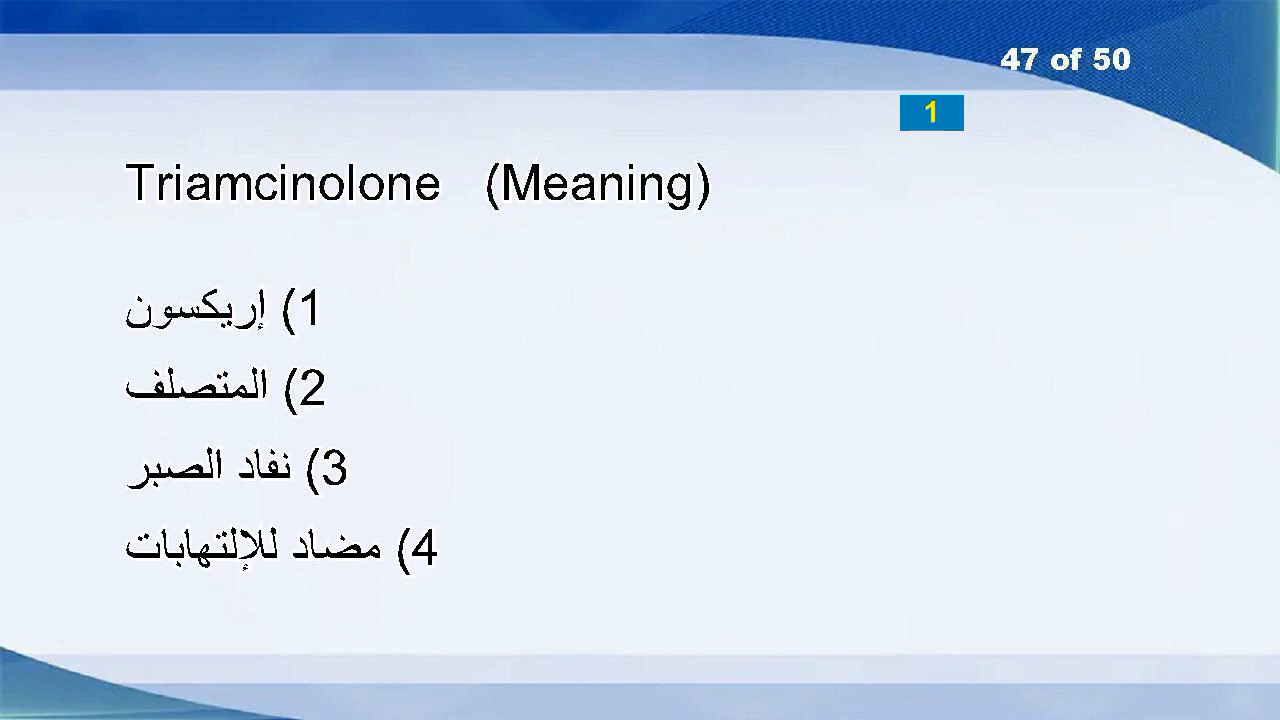 47 of 50
1
Triamcinolone (Meaning)
1) إريكسون
2) المتصلف
3) نفاد الصبر
4) مضاد للإلتهابات